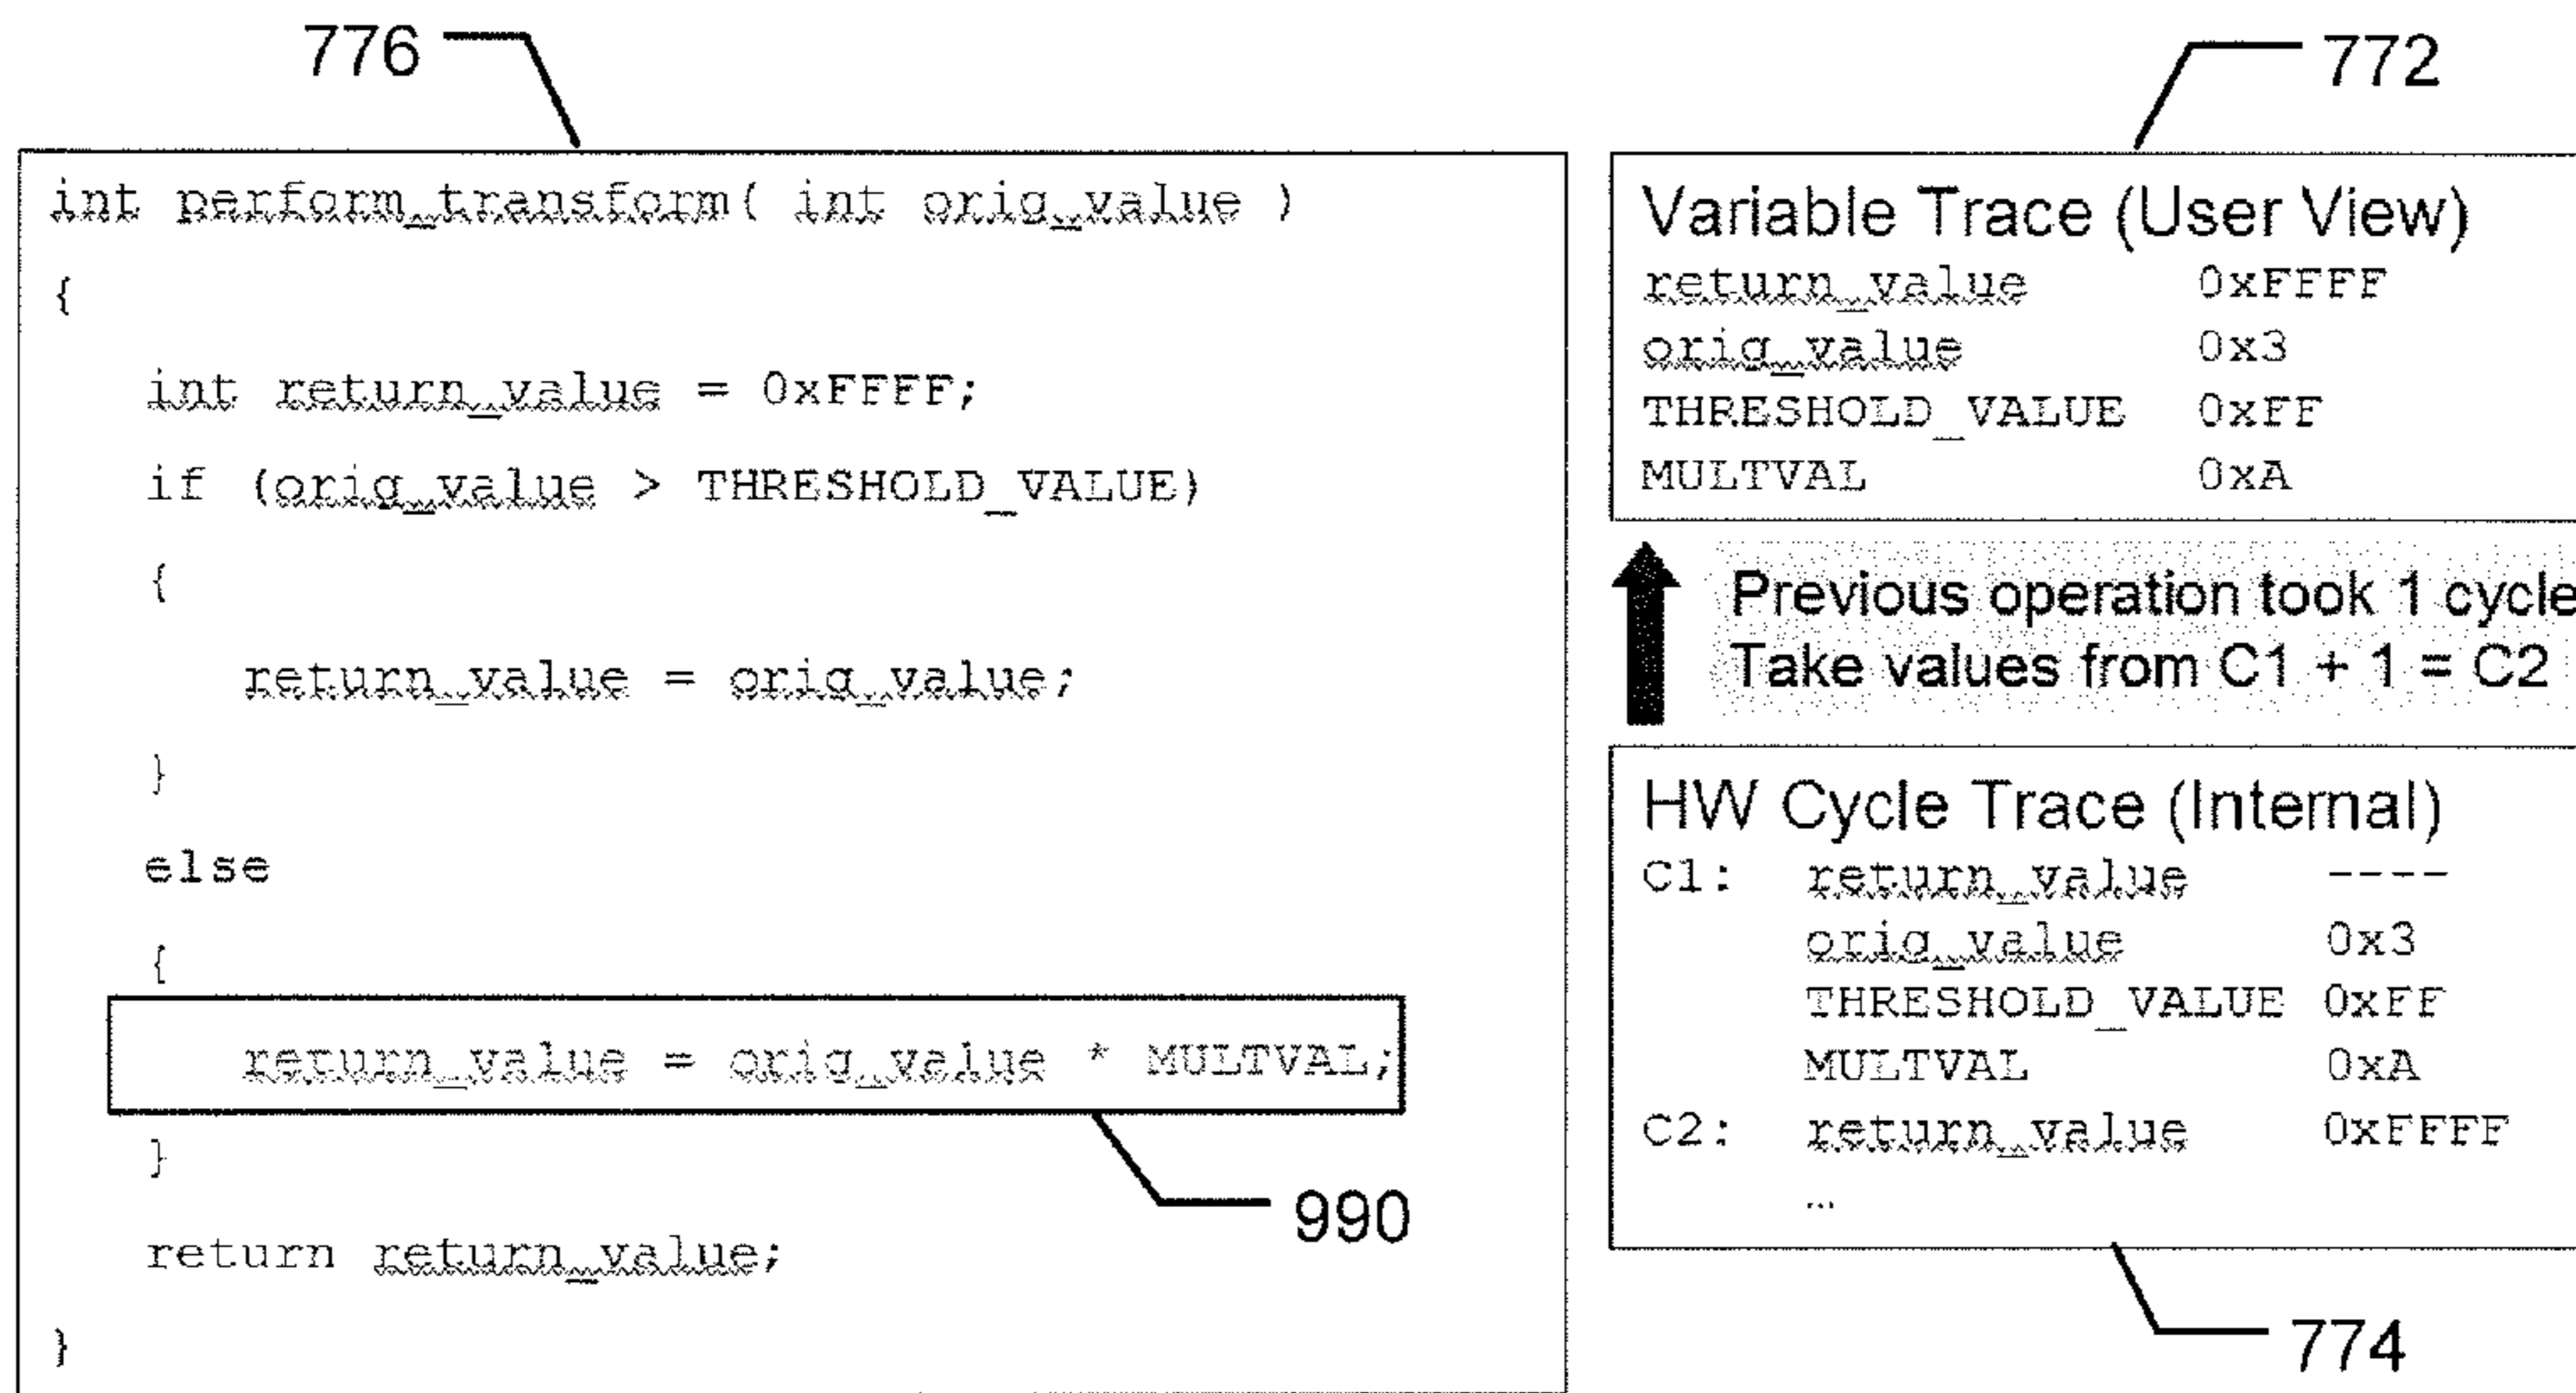 776
int perform_transform( int orig_value )
{
int return_value = 0xFFFF;
if (orig_value > THRESHOLD_VALUE)
{
return_value = orig_value;
}
else
{
return_value = orig_value * MULTVAL;
}
990
return return_value;
}
772
Variable Trace (User View)
return_value 0xFFFF
orig_value 0x3
THRESHOLD_VALUE 0xFF
MULTVAL 0xA
Previous operation took 1 cycle
Take values from C1 + 1 = C2
HW Cycle Trace (Internal)
C1: return_value ----
orig_value 0x3
THRESHOLD_VALUE 0xFF
MULTVAL 0xA
C2: return_value 0xFFFF
...
774